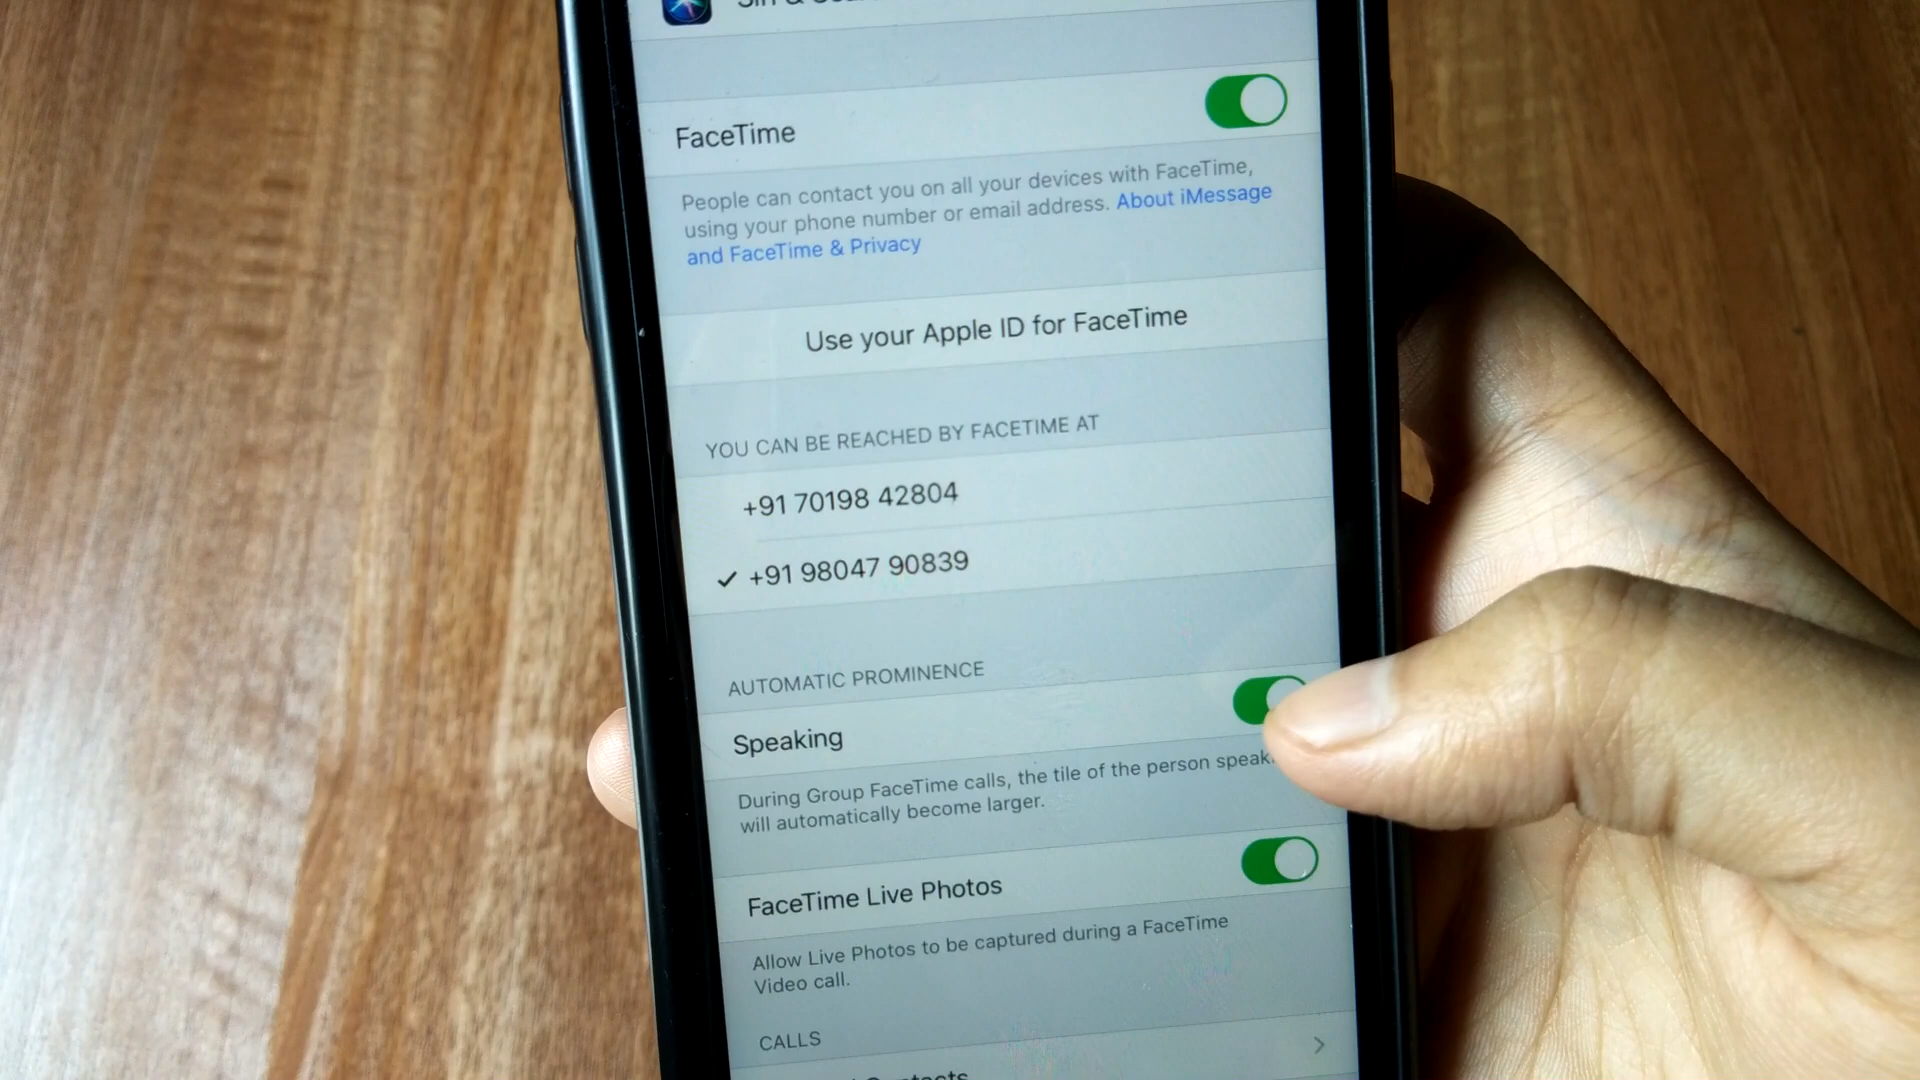 FaceTime
People can contact you on all your devices with FaceTime,
using your phone number or email address. About iMessage
and FaceTime & Privacy
Use your Apple ID for FaceTime
YOU CAN BE REACHED BY FACETIME AT
+91 70198 42804
✓ +91 98047 90839
AUTOMATIC PROMINENCE
Speaking
During Group FaceTime calls, the tile of the person
will automatically become larger.
FaceTime Live Photos
Allow Live Photos to be captured during a FaceTime
Video call.
CALLS